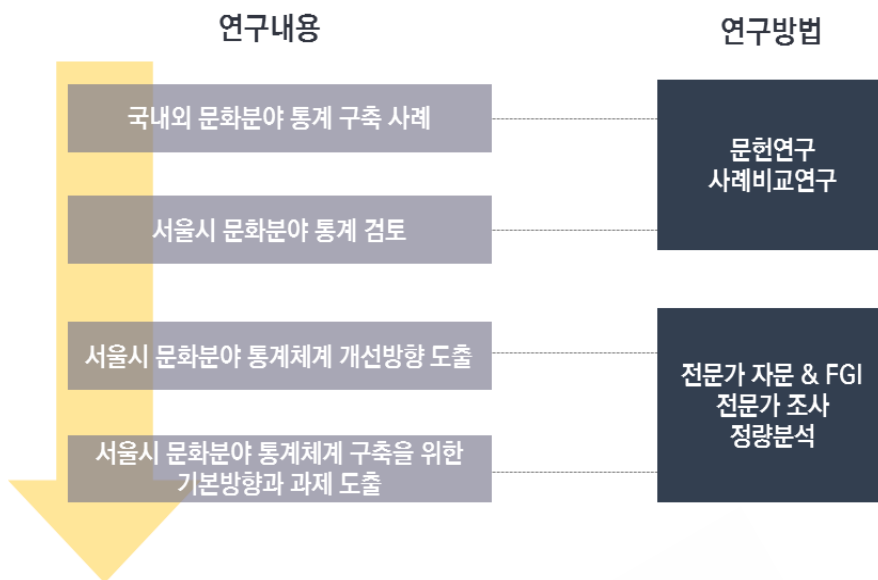 연구내용
연구방법
국내외 문화분야 통계 구축 사례
서울시 문화분야 통계 검토
문헌연구
사례비교연구
서울시 문화분야 통계체계 개선방향 도출
서울시 문화분야 통계체계 구축을 위한
기본방향과 과제 도출
전문가 자문 & FGI
전문가 조사
정량분석